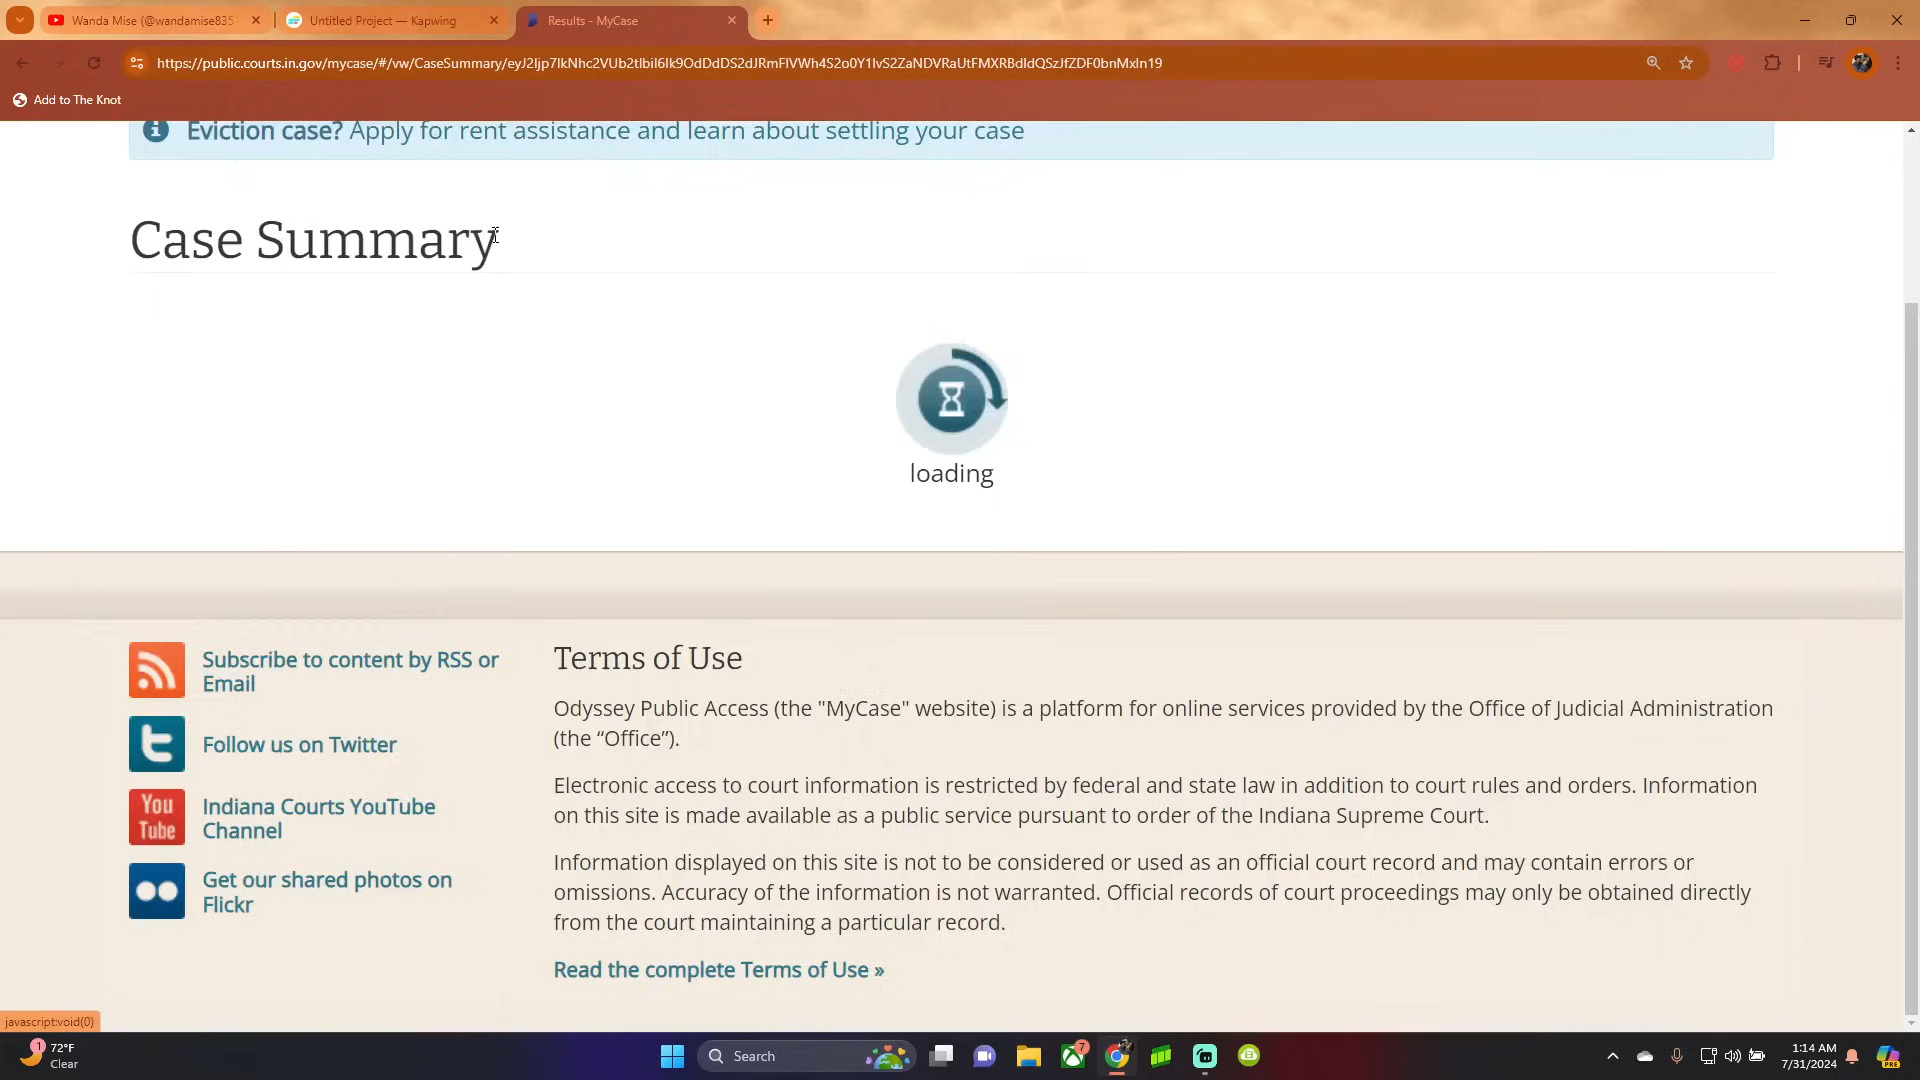 Wanda Mise (@wandamise835
Untitled Project — Kapwing
Results - MyCase
Add to The Knot
Eviction case? Apply for rent assistance and learn about settling your case
Case Summary
loading
Subscribe to content by RSS or
Email
Follow us on Twitter
You
Tube
Indiana Courts YouTube
Channel
Get our shared photos on
Flickr
Terms of Use
Odyssey Public Access (the "MyCase" website) is a platform for online services provided by the Office of Judicial Administration
(the “Office”).
Electronic access to court information is restricted by federal and state law in addition to court rules and orders. Information
on this site is made available as a public service pursuant to order of the Indiana Supreme Court.
Information displayed on this site is not to be considered or used as an official court record and may contain errors or
omissions. Accuracy of the information is not warranted. Official records of court proceedings may only be obtained directly
from the court maintaining a particular record.
Read the complete Terms of Use »
javascript:void(0)
1
72°F
Clear
Search
7
1:14 AM
7/31/2024
PRE